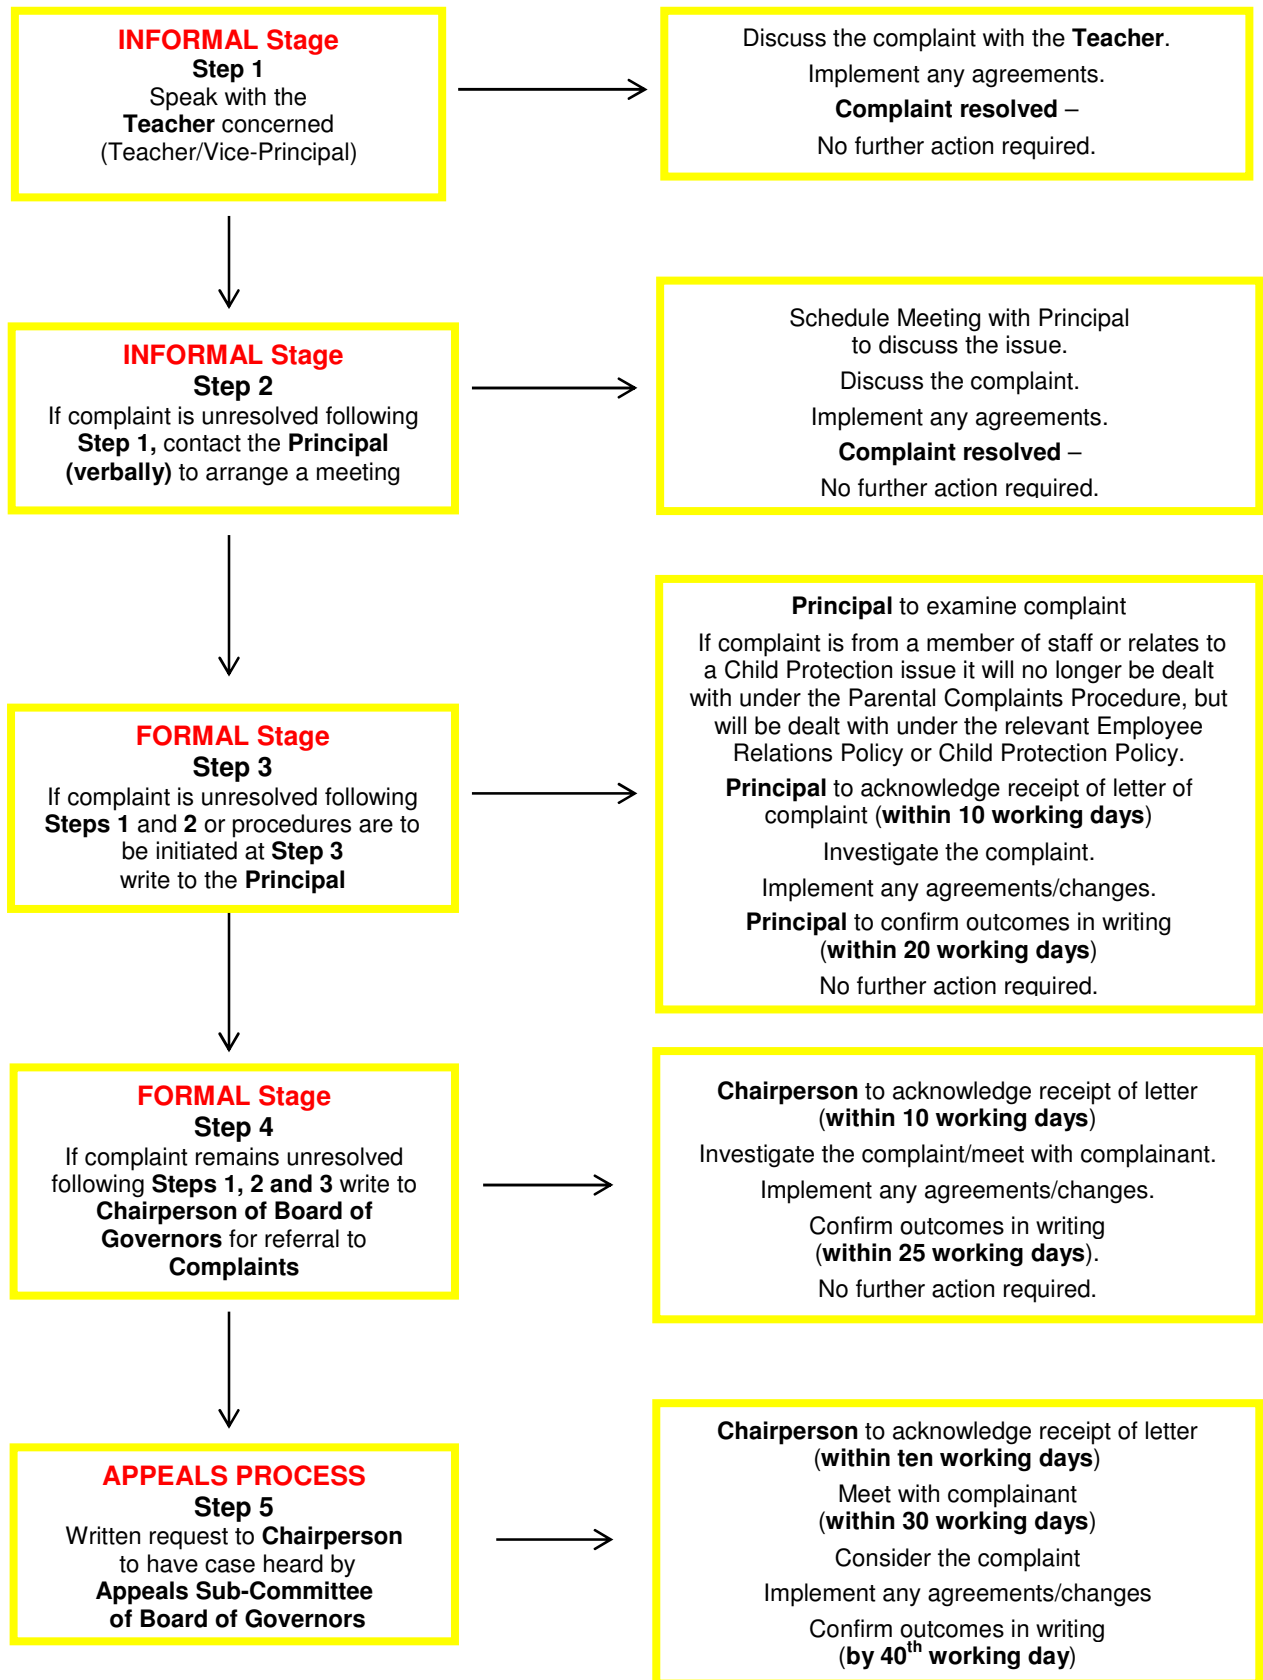 INFORMAL Stage
Step 1
Speak with the
Teacher concerned
(Teacher/Vice-Principal)
Discuss the complaint with the Teacher.
Implement any agreements.
Complaint resolved –
No further action required.
INFORMAL Stage
Step 2
If complaint is unresolved following
Step 1, contact the Principal
(verbally) to arrange a meeting
Schedule Meeting with Principal
to discuss the issue.
Discuss the complaint.
Implement any agreements.
Complaint resolved –
No further action required.
FORMAL Stage
Step 3
If complaint is unresolved following
Steps 1 and 2 or procedures are to
be initiated at Step 3
write to the Principal
Principal to examine complaint
If complaint is from a member of staff or relates to
a Child Protection issue it will no longer be dealt
with under the Parental Complaints Procedure, but
will be dealt with under the relevant Employee
Relations Policy or Child Protection Policy.
Principal to acknowledge receipt of letter of
complaint (within 10 working days)
Investigate the complaint.
Implement any agreements/changes.
Principal to confirm outcomes in writing
(within 20 working days)
No further action required.
FORMAL Stage
Step 4
If complaint remains unresolved
following Steps 1, 2 and 3 write to
Chairperson of Board of
Governors for referral to
Complaints
Chairperson to acknowledge receipt of letter
(within 10 working days)
Investigate the complaint/meet with complainant.
Implement any agreements/changes.
Confirm outcomes in writing
(within 25 working days).
No further action required.
APPEALS PROCESS
Step 5
Written request to Chairperson
to have case heard by
Appeals Sub-Committee
of Board of Governors
Chairperson to acknowledge receipt of letter
(within ten working days)
Meet with complainant
(within 30 working days)
Consider the complaint
Implement any agreements/changes
Confirm outcomes in writing
(by 40th working day)